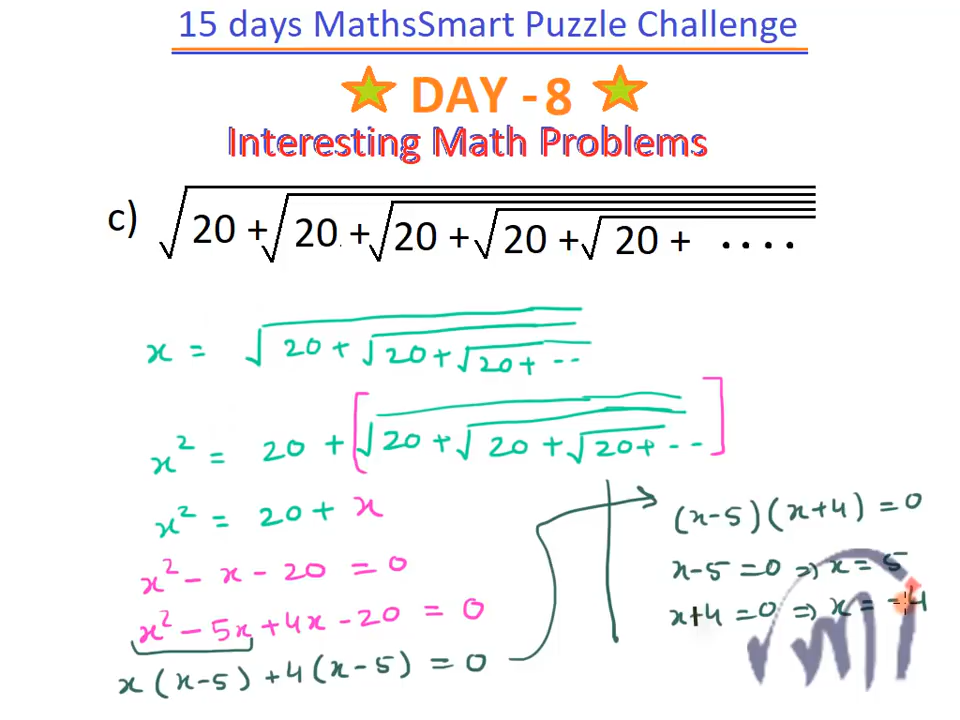 15 days MathsSmart Puzzle Challenge
DAY - 8
Interesting Math Problems
c) √20 + √20 + √20 + √20 + √20 + ....
x = √20 + √20 + √20 + --
x² = 20 + [√20 + √20 + √20 + --]
x² = 20 + x
x² - x - 20 = 0
x² - 5x + 4x - 20 = 0
x (x-5) + 4 (x-5) = 0
(x-5) (x+4) = 0
x-5 = 0 ⇒ x = 5
x+4 = 0 ⇒ x = -4